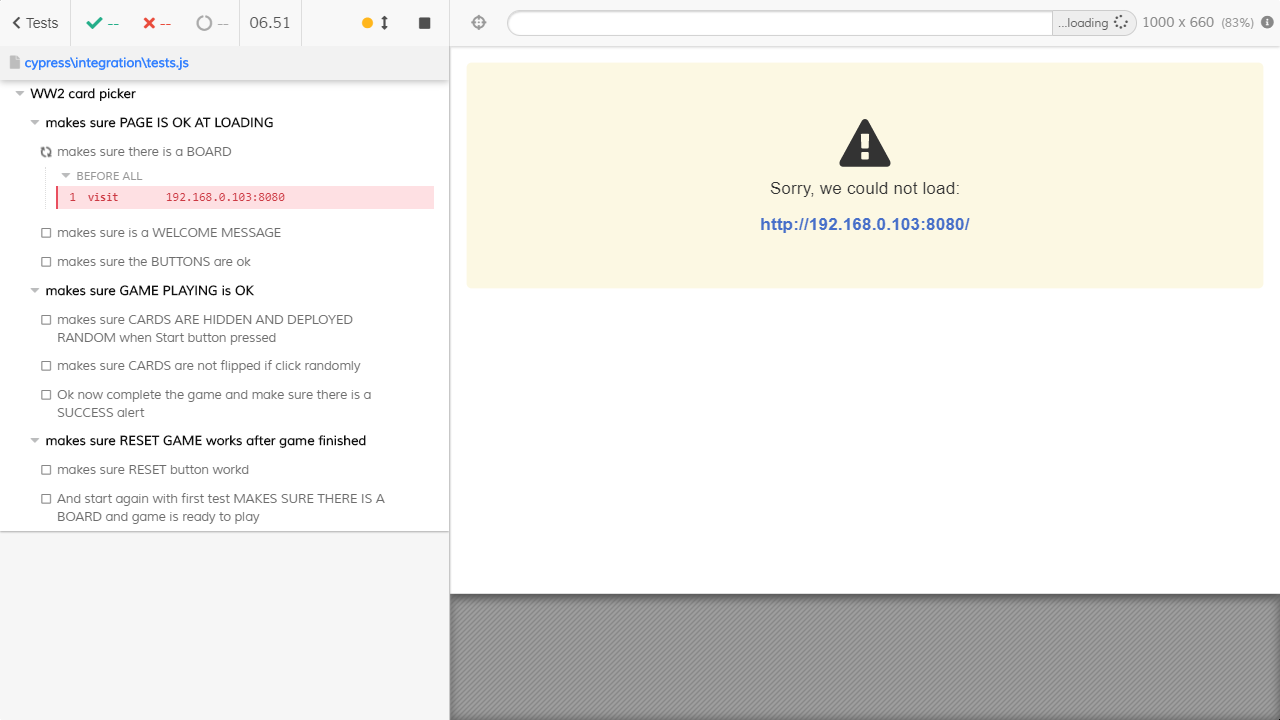 Tests -- -- -- 06.51 ...loading 1000 x 660 (83%)
cypress\integration\tests.js
WW2 card picker
makes sure PAGE IS OK AT LOADING
makes sure there is a BOARD
BEFORE ALL
1 visit 192.168.0.103:8080
makes sure is a WELCOME MESSAGE
makes sure the BUTTONS are ok
makes sure GAME PLAYING is OK
makes sure CARDS ARE HIDDEN AND DEPLOYED
RANDOM when Start button pressed
makes sure CARDS are not flipped if click randomly
Ok now complete the game and make sure there is a
SUCCESS alert
makes sure RESET GAME works after game finished
makes sure RESET button workd
And start again with first test MAKES SURE THERE IS A
BOARD and game is ready to play
Sorry, we could not load:
http://192.168.0.103:8080/